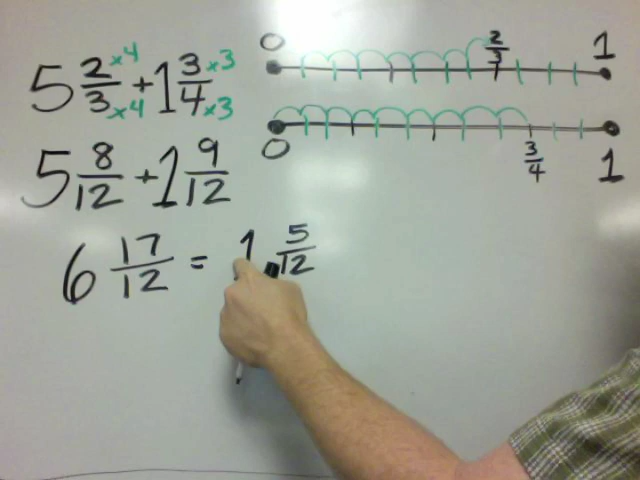 5 2/3 ×4 ×4 + 1 3/4 ×3 ×3
5 8/12 + 1 9/12
6 17/12 = 1 5/12
0 2/3 1
0 3/4 1